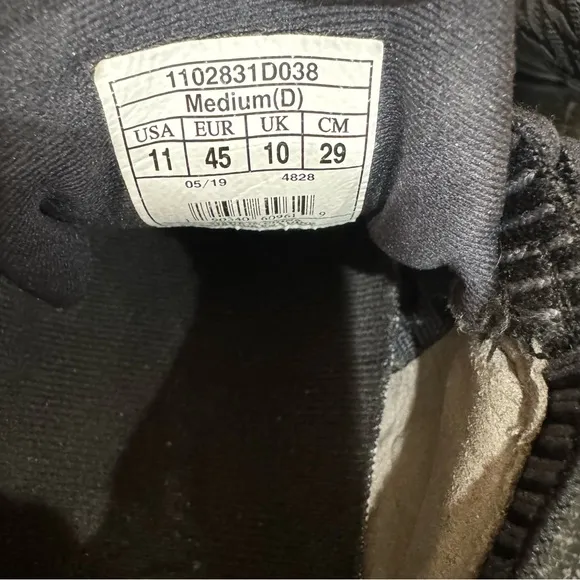 1102831D038
Medium(D)
USA EUR UK CM
11 45 10 29
05/19 4828